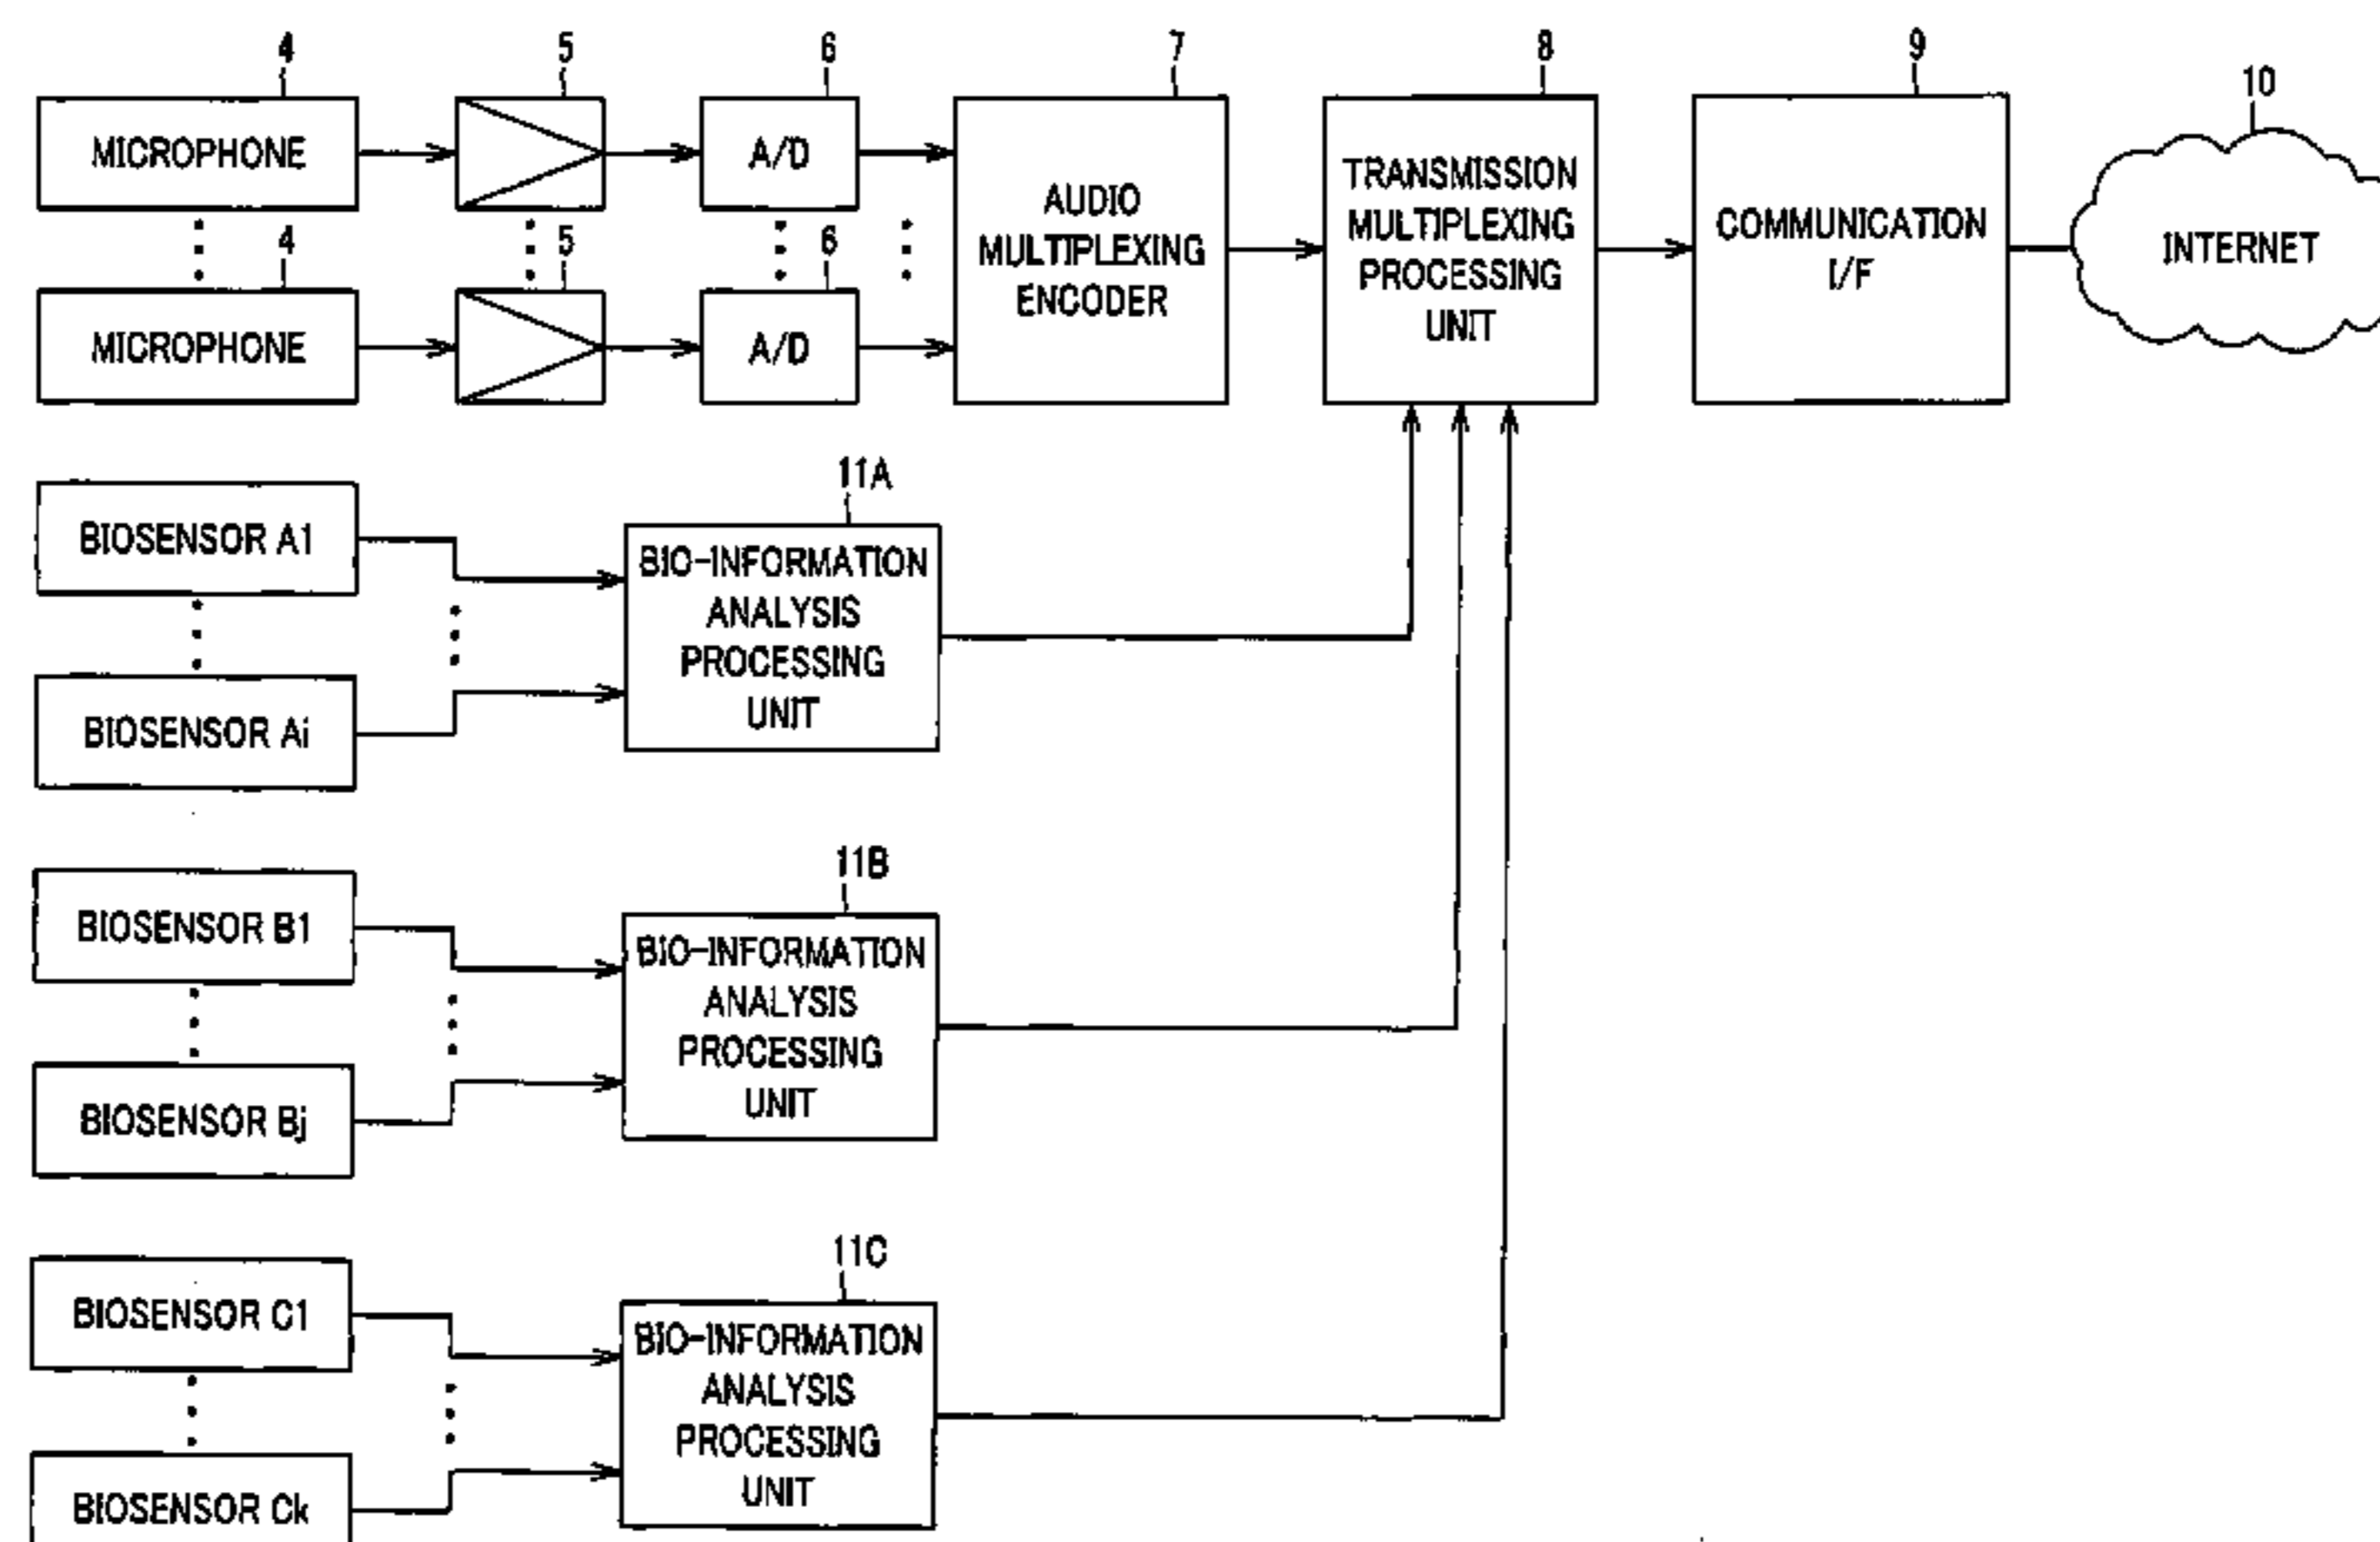 4
5
6
7
8
9
10
MICROPHONE
A/D
AUDIO
MULTIPLEXING
ENCODER
TRANSMISSION
MULTIPLEXING
PROCESSING
UNIT
COMMUNICATION
I/F
INTERNET
4
5
6
MICROPHONE
A/D
BIOSENSOR A1
BIOSENSOR Ai
11A
BIO-INFORMATION
ANALYSIS
PROCESSING
UNIT
BIOSENSOR B1
BIOSENSOR Bj
11B
BIO-INFORMATION
ANALYSIS
PROCESSING
UNIT
BIOSENSOR C1
BIOSENSOR Ck
11C
BIO-INFORMATION
ANALYSIS
PROCESSING
UNIT